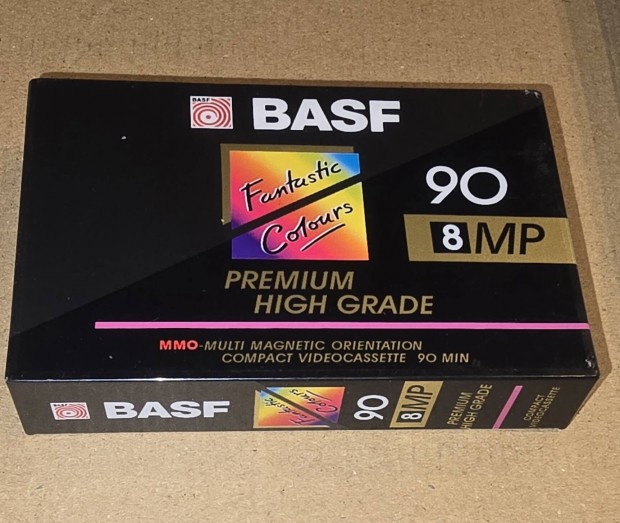 BASF
BASF
Fantastic
Colours
90
8 MP
PREMIUM
HIGH GRADE
MMO-MULTI MAGNETIC ORIENTATION
COMPACT VIDEOCASSETTE 90 MIN
BASF
BASF
Fantastic
Colours
90
8 MP
PREMIUM
HIGH GRADE
COMPACT
VIDEOCASSETTE